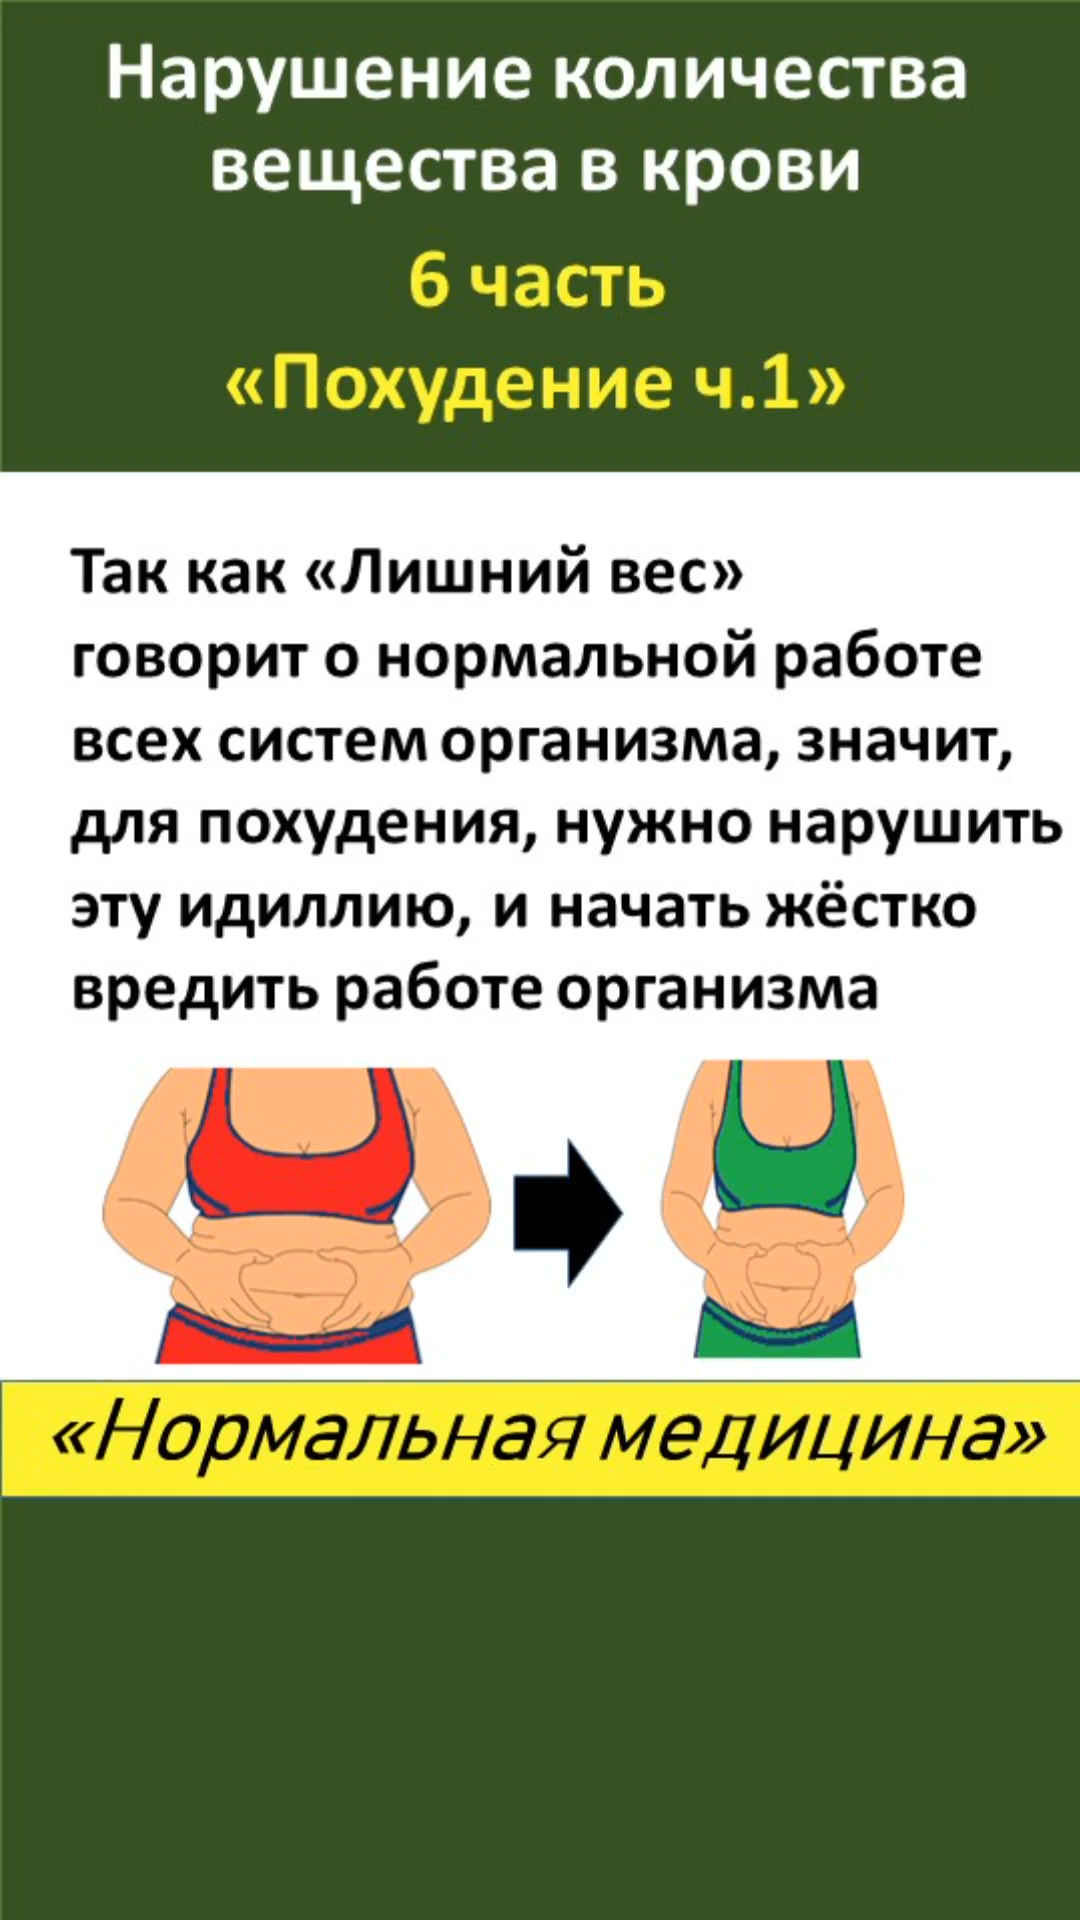 Нарушение количества
вещества в крови
6 часть
«Похудение ч.1»
Так как «Лишний вес»
говорит о нормальной работе
всех систем организма, значит,
для похудения, нужно нарушить
эту идиллию, и начать жёстко
вредить работе организма
«Нормальная медицина»